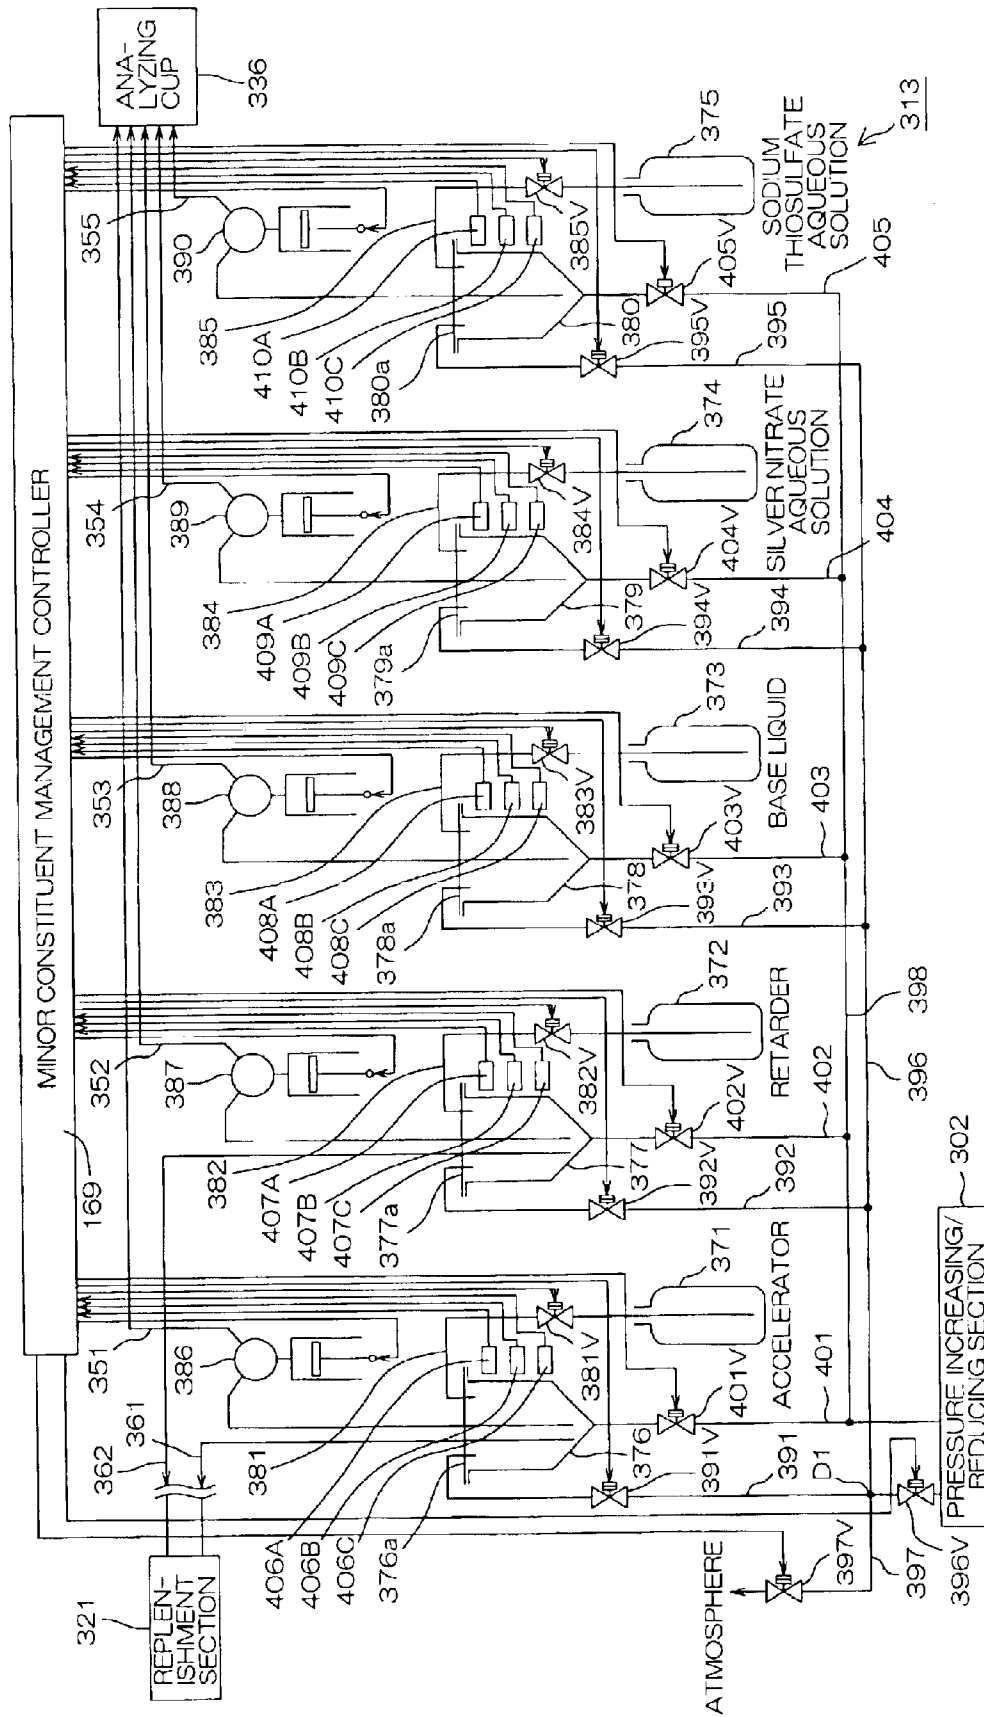 MINOR CONSTITUENT MANAGEMENT CONTROLLER
169
ANA-
LYZING
CUP
336
REPLEN-
ISHMENT
SECTION
321
362
361
351
386
381
406A
406B
406C
376a
376
381V
391V
401V
391
401
371
ACCELERATOR
352
387
382
407A
407B
407C
377a
377
382V
392V
402V
392
402
372
RETARDER
353
388
383
408A
408B
408C
378a
378
383V
393V
403V
393
403
373
BASE LIQUID
354
389
384
409A
409B
409C
379a
379
384V
394V
404V
394
404
374
SILVER NITRATE
AQUEOUS
SOLUTION
355
390
385
410A
410B
410C
380a
380
385V
395V
405V
395
405
375
SODIUM
THIOSULFATE
AQUEOUS
SOLUTION
313
ATMOSPHERE
397V
397
D1
396V
396
398
PRESSURE INCREASING/
REDUCING SECTION
302